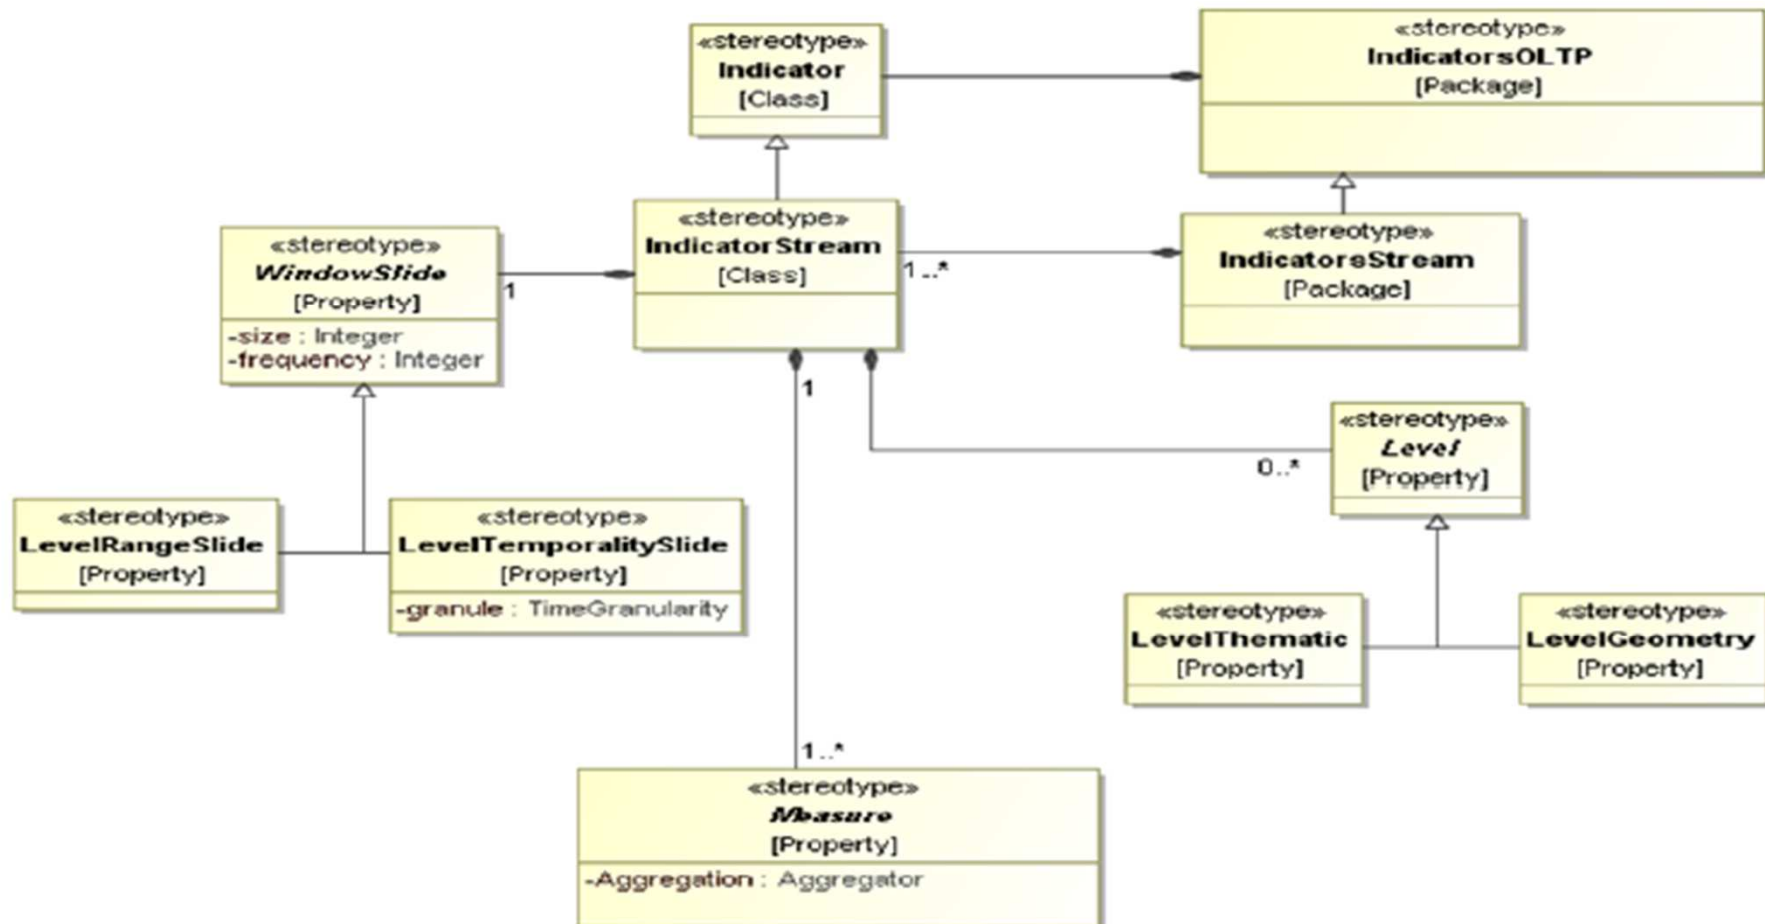 «stereotype»
Indicator
[Class]
«stereotype»
IndicatorsOLTP
[Package]
«stereotype»
IndicatorStream
[Class]
1..*
«stereotype»
IndicatorsStream
[Package]
«stereotype»
WindowSlide
[Property]
-size : Integer
-frequency : Integer
1
1
«stereotype»
Level
[Property]
0..*
«stereotype»
LevelRangeSlide
[Property]
«stereotype»
LevelTemporalitySlide
[Property]
-granule : TimeGranularity
«stereotype»
LevelThematic
[Property]
«stereotype»
LevelGeometry
[Property]
1..*
«stereotype»
Measure
[Property]
-Aggregation : Aggregator